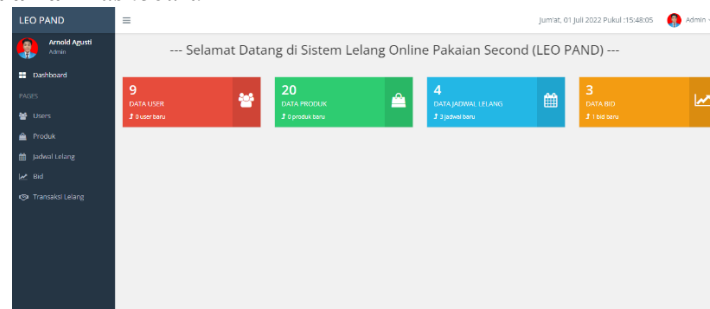 LEO PAND
Jum'at, 01 Juli 2022 Pukul :15:48:05
Admin
Arnold Agusti
Admin
--- Selamat Datang di Sistem Lelang Online Pakaian Second (LEO PAND) ---
Dashboard
PAGES
Users
Produk
Jadwal Lelang
Bid
Transaksi Lelang
9
DATA USER
0 user baru
20
DATA PRODUK
0 produk baru
4
DATA JADWAL LELANG
3 jadwal baru
3
DATA BID
1 bid baru